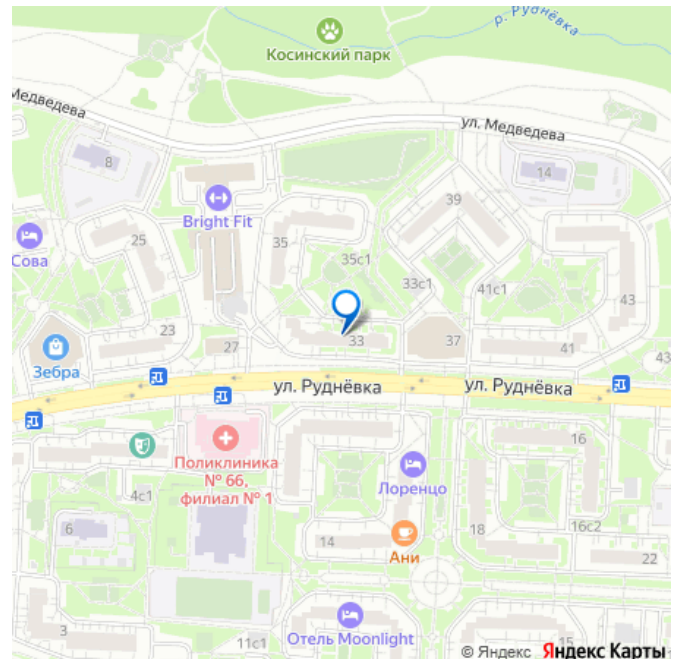 р. Руднёвка
Косинский парк
Медведева
ул. Медведева
8
14
Bright Fit
39
Сова
25
35
35с1
33с1
41с1
43
23
27
33
37
41
43
Зебра
ул. Руднёвка
ул. Руднёвка
16
Поликлиника
№ 66,
филиал № 1
Лоренцо
4с1
6
14
18
16с2
Ани
22
3
11с1
Отель Moonlight
15
© Яндекс Яндекс Карты